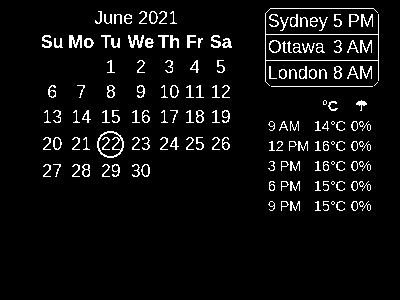 June 2021
Su Mo Tu We Th Fr Sa
1 2 3 4 5
6 7 8 9 10 11 12
13 14 15 16 17 18 19
20 21 22 23 24 25 26
27 28 29 30
Sydney 5 PM
Ottawa 3 AM
London 8 AM
°C ☂
9 AM 14°C 0%
12 PM 16°C 0%
3 PM 16°C 0%
6 PM 15°C 0%
9 PM 15°C 0%